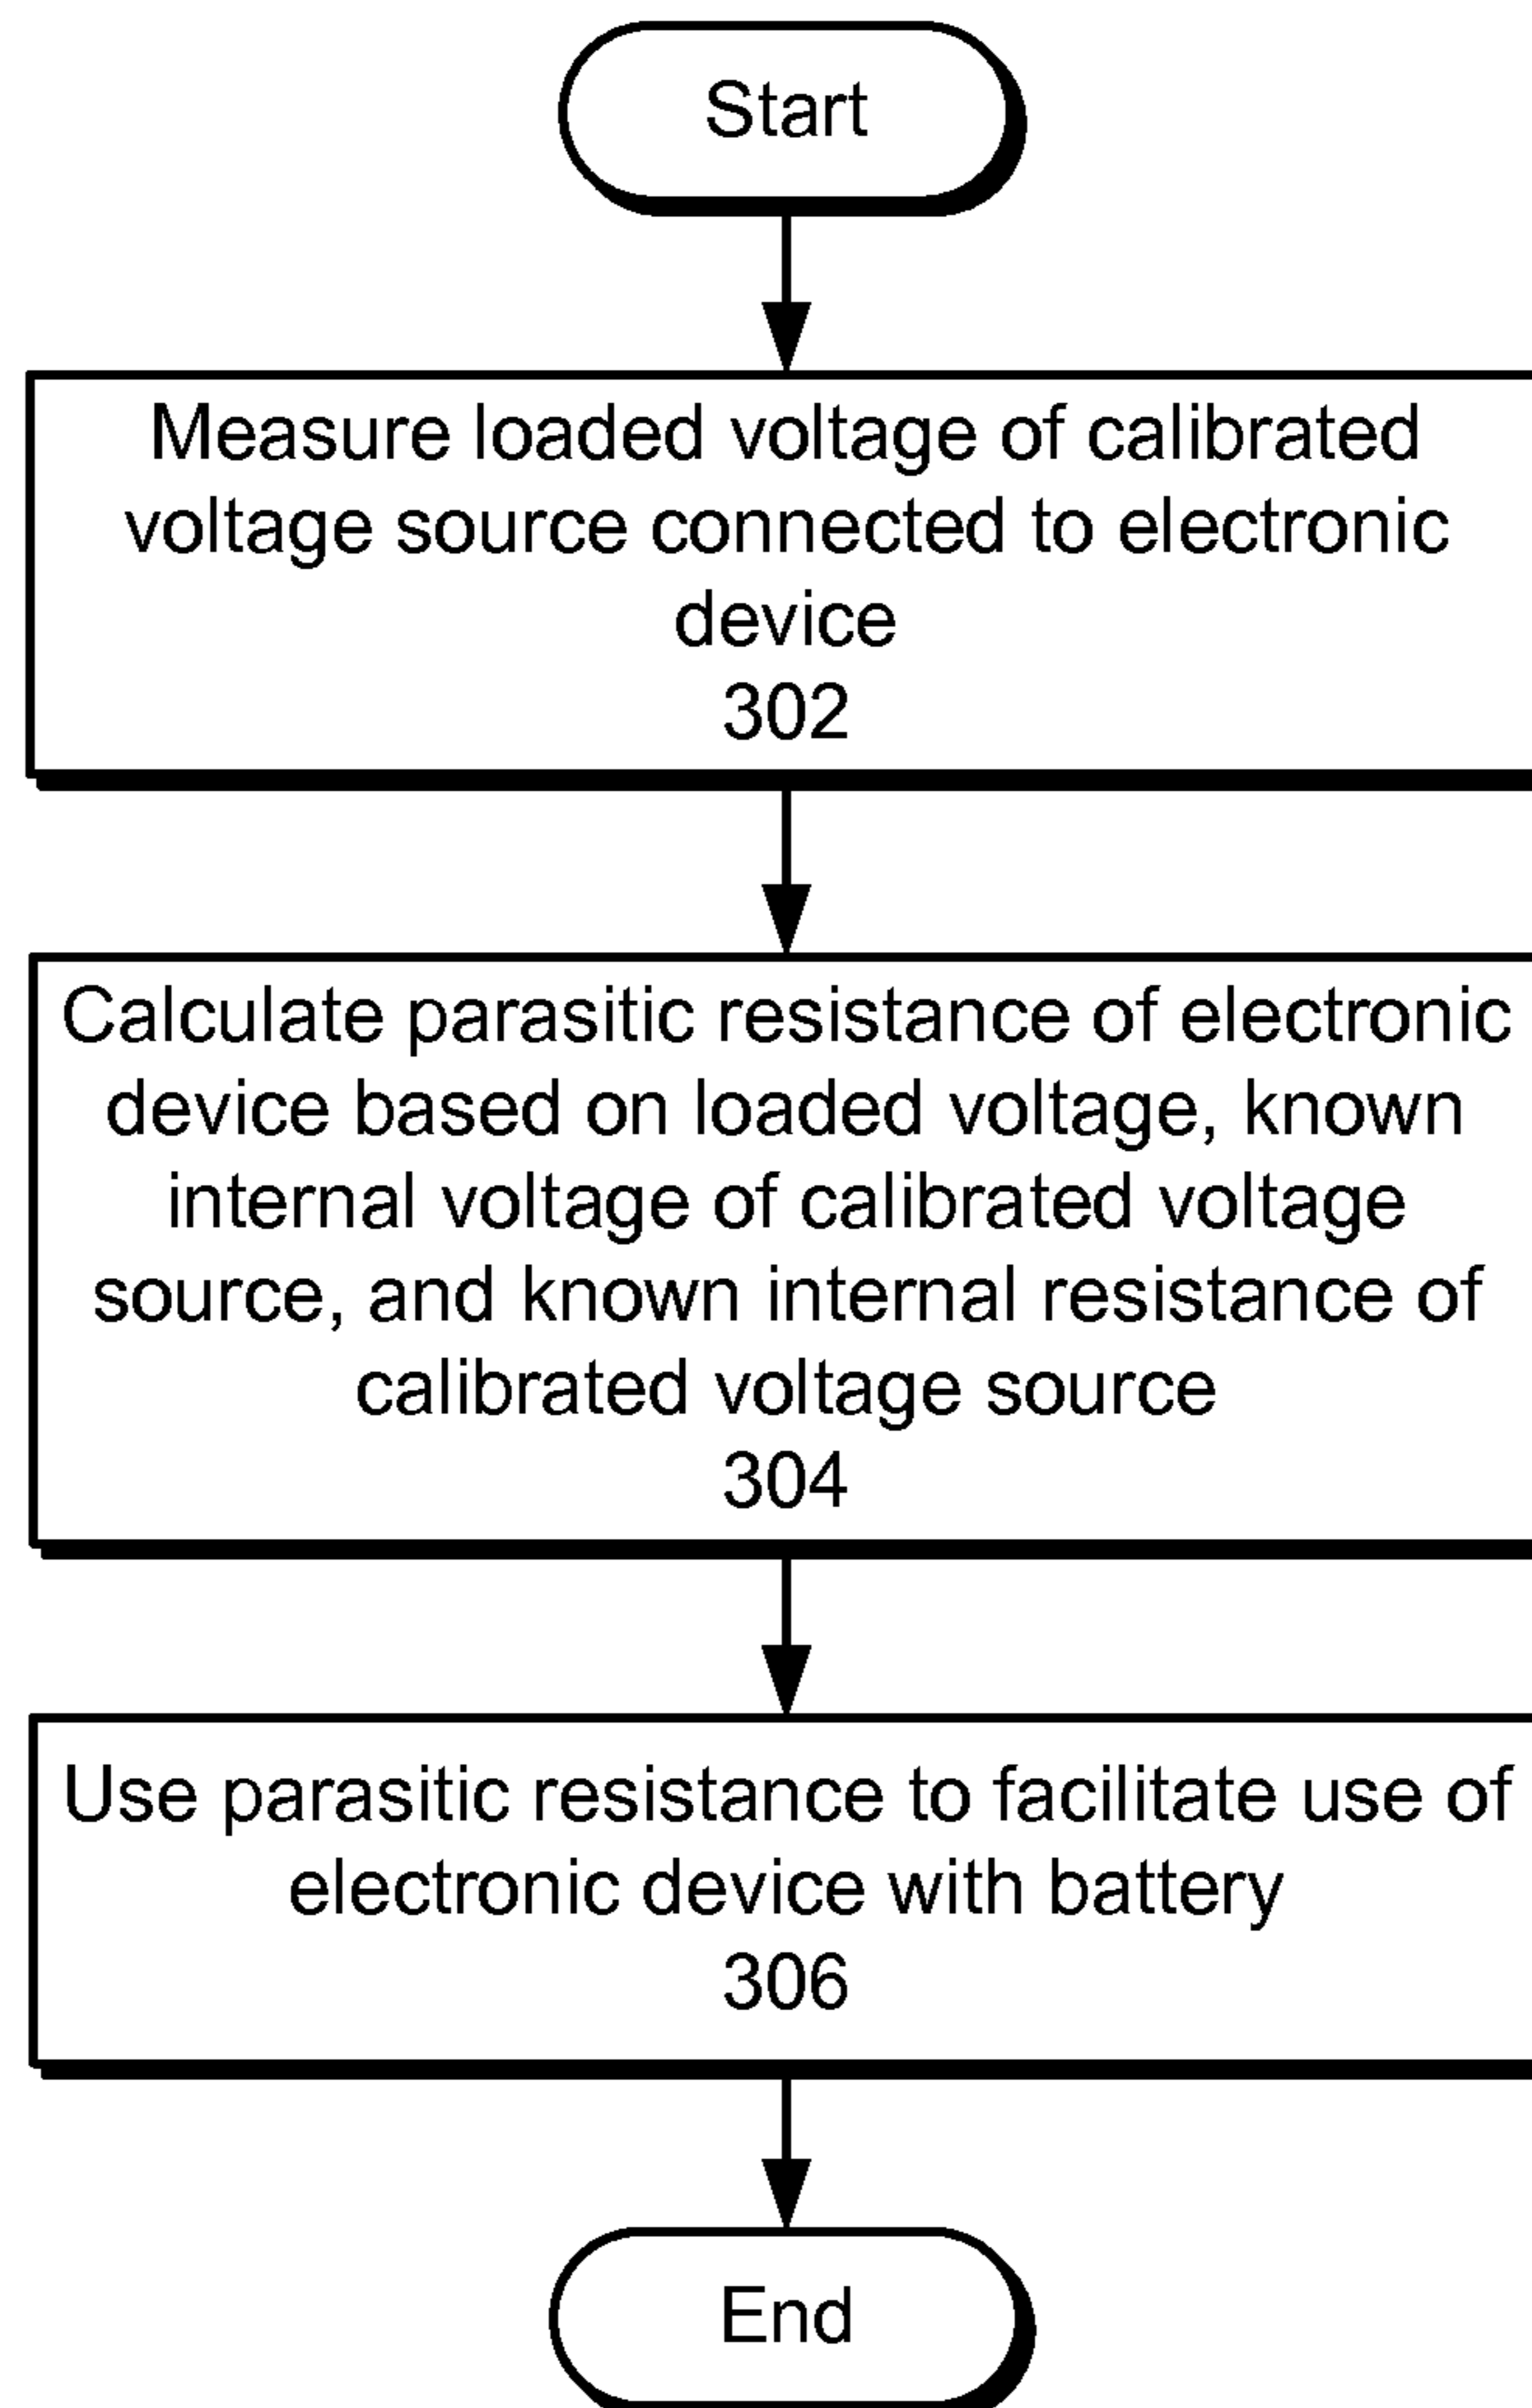 Start
Measure loaded voltage of calibrated
voltage source connected to electronic
device
302
Calculate parasitic resistance of electronic
device based on loaded voltage, known
internal voltage of calibrated voltage
source, and known internal resistance of
calibrated voltage source
304
Use parasitic resistance to facilitate use of
electronic device with battery
306
End